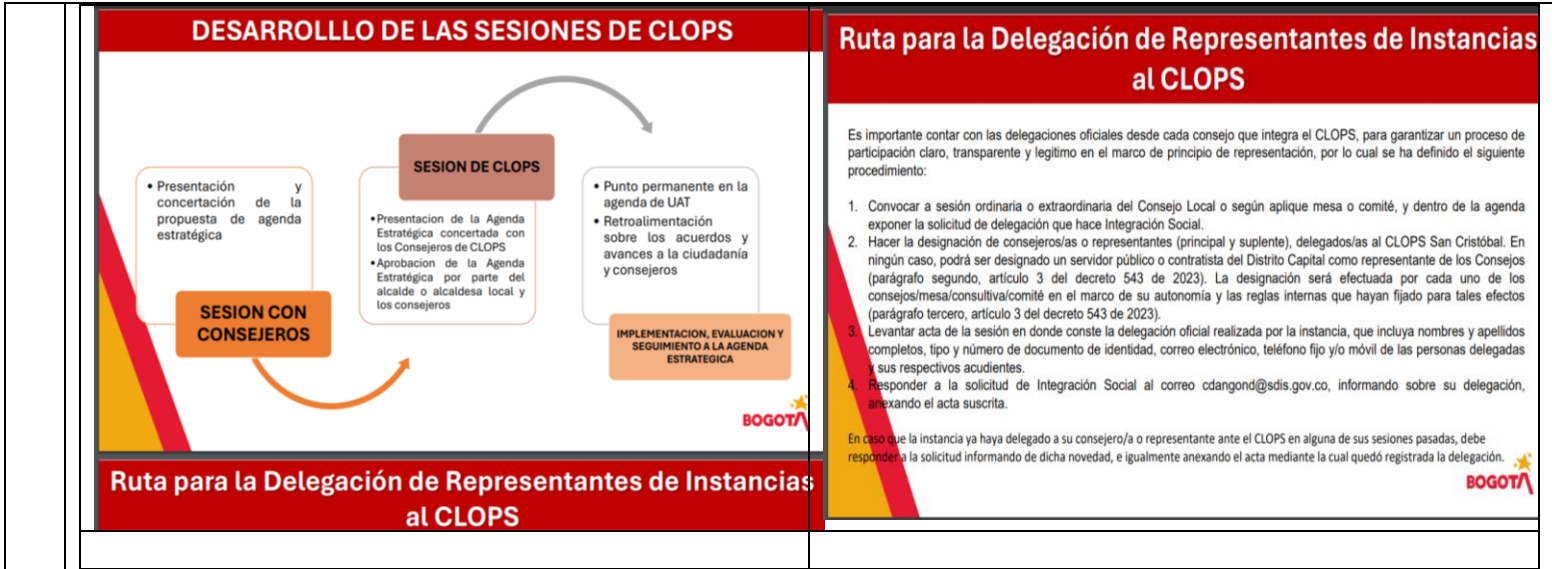 DESARROLLLO DE LAS SESIONES DE CLOPS
• Presentación y
concertación de la
propuesta de agenda
estratégica
SESION CON
CONSEJEROS
SESION DE CLOPS
•Presentacion de la Agenda
Estratégica concertada con
los Consejeros de CLOPS
•Aprobacion de la Agenda
Estratégica por parte del
alcalde o alcaldesa local y
los consejeros
• Punto permanente en la
agenda de UAT
• Retroalimentación
sobre los acuerdos y
avances a la ciudadanía
y consejeros
IMPLEMENTACION, EVALUACION Y
SEGUIMIENTO A LA AGENDA
ESTRATEGICA
BOGOTÁ
Ruta para la Delegación de Representantes de Instancias
al CLOPS
Ruta para la Delegación de Representantes de Instancias
al CLOPS
Es importante contar con las delegaciones oficiales desde cada consejo que integra el CLOPS, para garantizar un proceso de
participación claro, transparente y legitimo en el marco de principio de representación, por lo cual se ha definido el siguiente
procedimiento:
1. Convocar a sesión ordinaria o extraordinaria del Consejo Local o según aplique mesa o comité, y dentro de la agenda
exponer la solicitud de delegación que hace Integración Social.
2. Hacer la designación de consejeros/as o representantes (principal y suplente), delegados/as al CLOPS San Cristóbal. En
ningún caso, podrá ser designado un servidor público o contratista del Distrito Capital como representante de los Consejos
(parágrafo segundo, artículo 3 del decreto 543 de 2023). La designación será efectuada por cada uno de los
consejos/mesa/consultiva/comité en el marco de su autonomía y las reglas internas que hayan fijado para tales efectos
(parágrafo tercero, artículo 3 del decreto 543 de 2023).
3. Levantar acta de la sesión en donde conste la delegación oficial realizada por la instancia, que incluya nombres y apellidos
completos, tipo y número de documento de identidad, correo electrónico, teléfono fijo y/o móvil de las personas delegadas
y sus respectivos acudientes.
4. Responder a la solicitud de Integración Social al correo cdangond@sdis.gov.co, informando sobre su delegación,
anexando el acta suscrita.
En caso que la instancia ya haya delegado a su consejero/a o representante ante el CLOPS en alguna de sus sesiones pasadas, debe
responder a la solicitud informando de dicha novedad, e igualmente anexando el acta mediante la cual quedó registrada la delegación.
BOGOTÁ